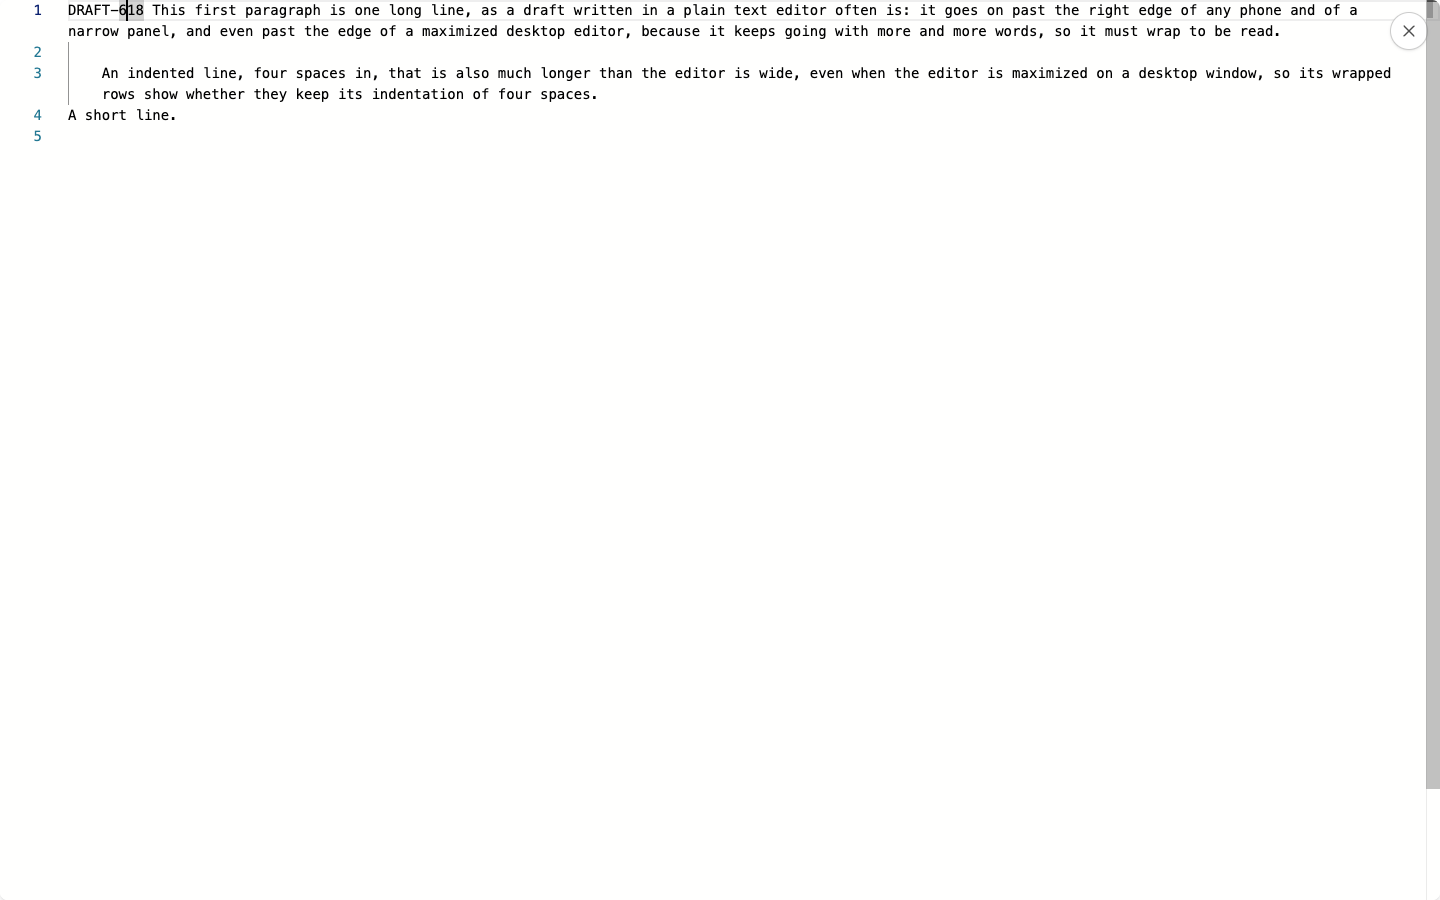 1 DRAFT-618 This first paragraph is one long line, as a draft written in a plain text editor often is: it goes on past the right edge of any phone and of a
narrow panel, and even past the edge of a maximized desktop editor, because it keeps going with more and more words, so it must wrap to be read.
2
3     An indented line, four spaces in, that is also much longer than the editor is wide, even when the editor is maximized on a desktop window, so its wrapped
    rows show whether they keep its indentation of four spaces.
4 A short line.
5